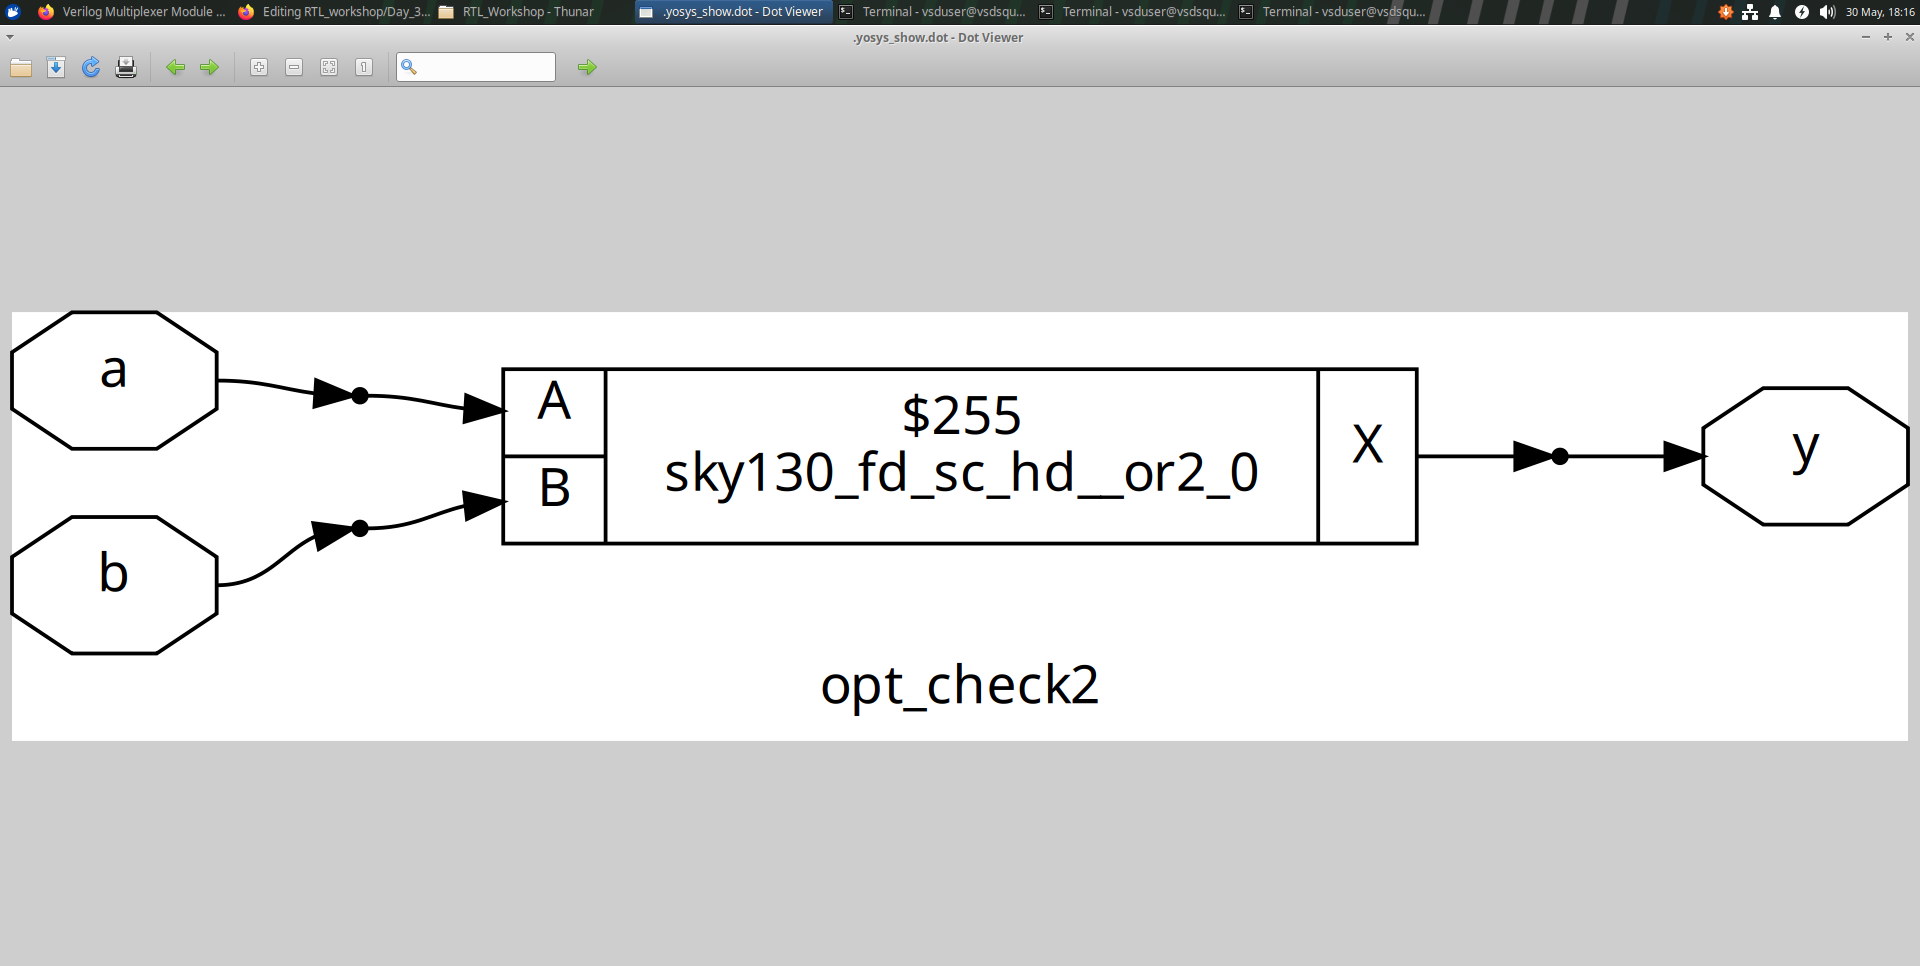 Verilog Multiplexer Module ...
Editing RTL_workshop/Day_3...
RTL_Workshop - Thunar
.yosys_show.dot - Dot Viewer
Terminal - vsduser@vsdsqu...
Terminal - vsduser@vsdsqu...
Terminal - vsduser@vsdsqu...
30 May, 18:16
.yosys_show.dot - Dot Viewer
a
A
$255
X
y
b
B
sky130_fd_sc_hd__or2_0
opt_check2